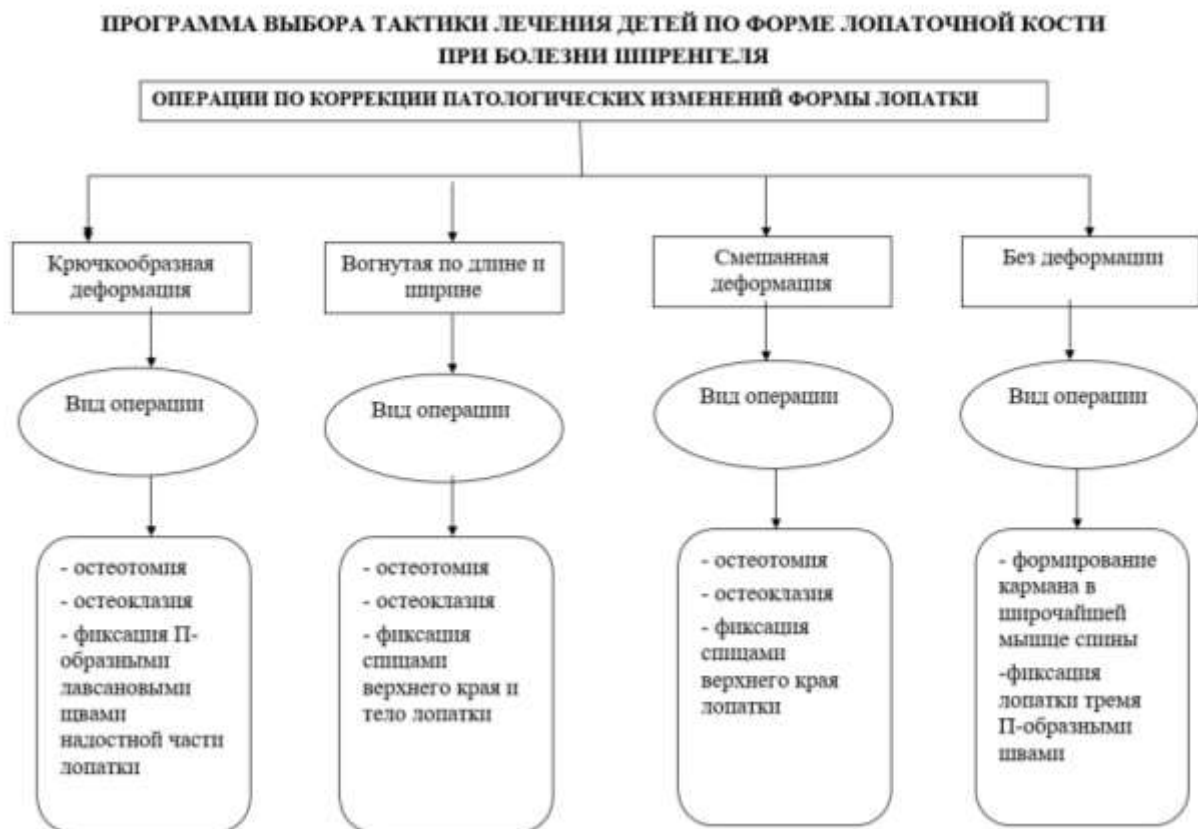 ПРОГРАММА ВЫБОРА ТАКТИКИ ЛЕЧЕНИЯ ДЕТЕЙ ПО ФОРМЕ ЛОПАТОЧНОЙ КОСТИ
ПРИ БОЛЕЗНИ ШПРЕНГЕЛЯ
ОПЕРАЦИИ ПО КОРРЕКЦИИ ПАТОЛОГИЧЕСКИХ ИЗМЕНЕНИЙ ФОРМЫ ЛОПАТКИ
Крючкообразная
деформация
Вогнутая по длине и
ширине
Смешанная
деформация
Без деформации
Вид операции
Вид операции
Вид операции
Вид операции
- остеотомия
- остеоклазия
- фиксация П-
образными
лавсановыми
щвами
надостной части
лопатки
- остеотомия
- остеоклазия
- фиксация
спицами
верхнего края и
тело лопатки
- остеотомия
- остеоклазия
- фиксация
спицами
верхнего края
лопатки
- формирование
кармана в
широчайшей
мышце спины
-фиксация
лопатки тремя
П-образными
швами